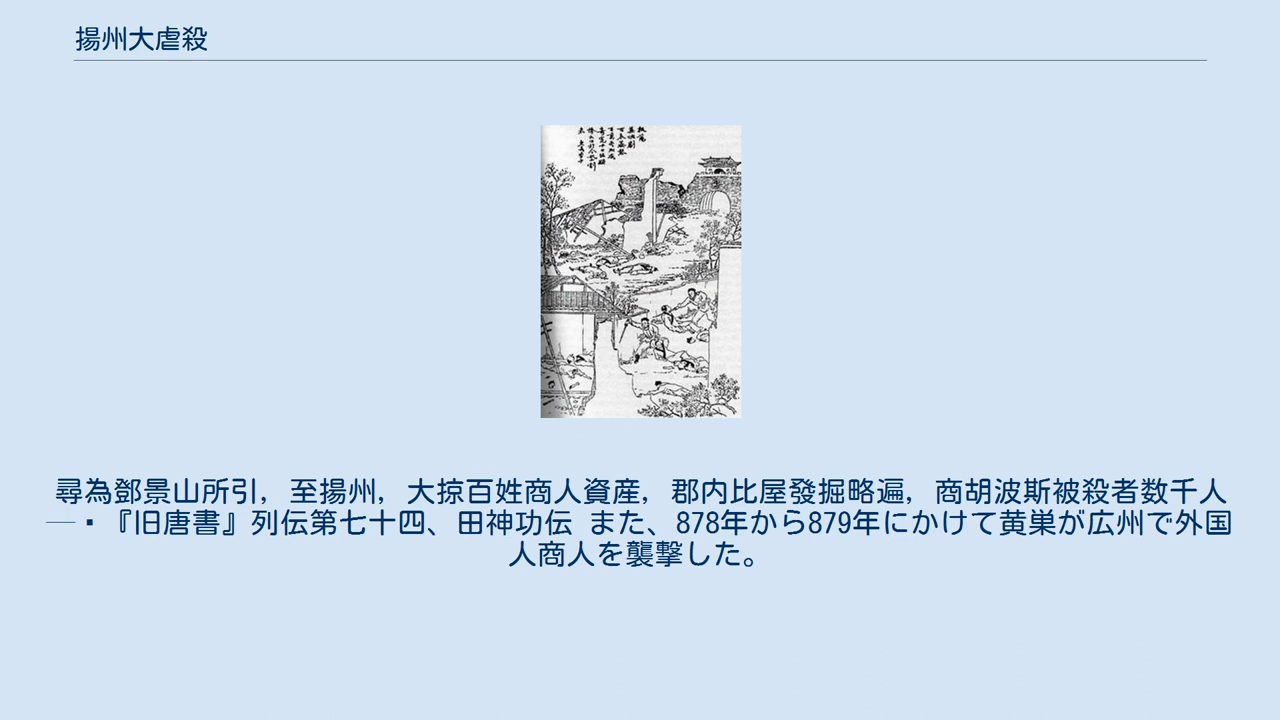 揚州大虐殺
尋為鄧景山所引，至揚州，大掠百姓商人資産，郡内比屋發掘略遍，商胡波斯被殺者数千人
—・『旧唐書』列伝第七十四、田神功伝 また、878年から879年にかけて黄巣が広州で外国
人商人を襲撃した。